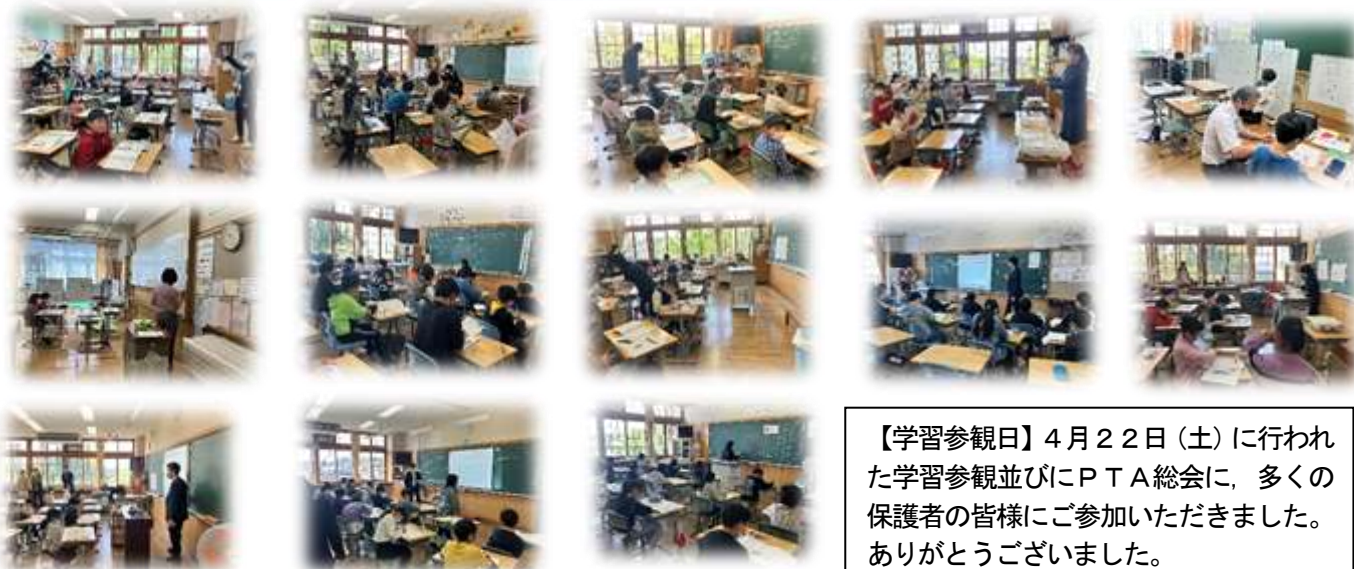 【学習参観日】４月２２日（土）に行われ
た学習参観並びにＰＴＡ総会に，多くの
保護者の皆様にご参加いただきました。
ありがとうございました。